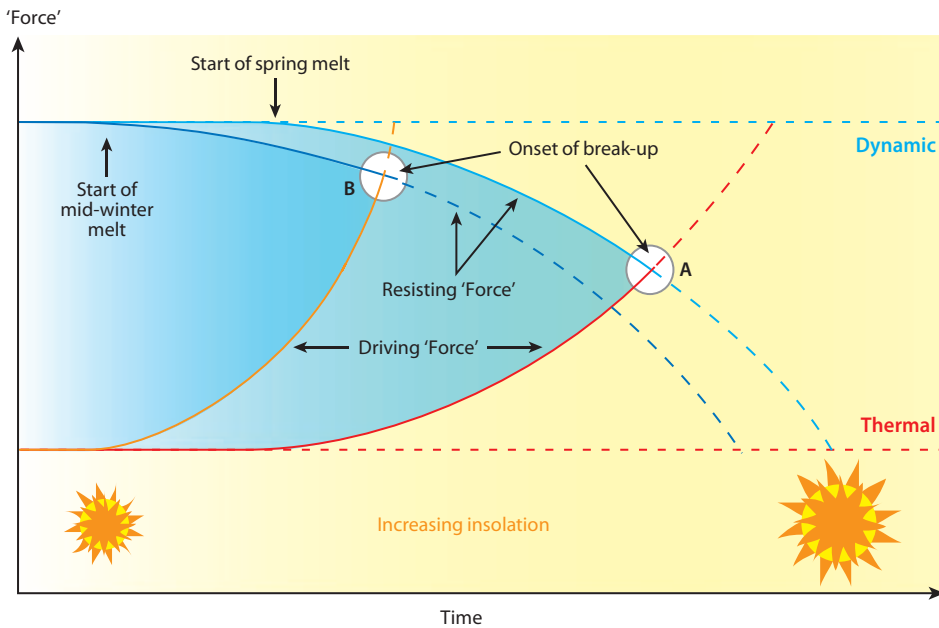 ‘Force’
Start of spring melt
Onset of break-up
Dynamic
Start of
mid-winter
melt
B
A
Resisting ‘Force’
Driving ‘Force’
Thermal
Increasing insolation
Time